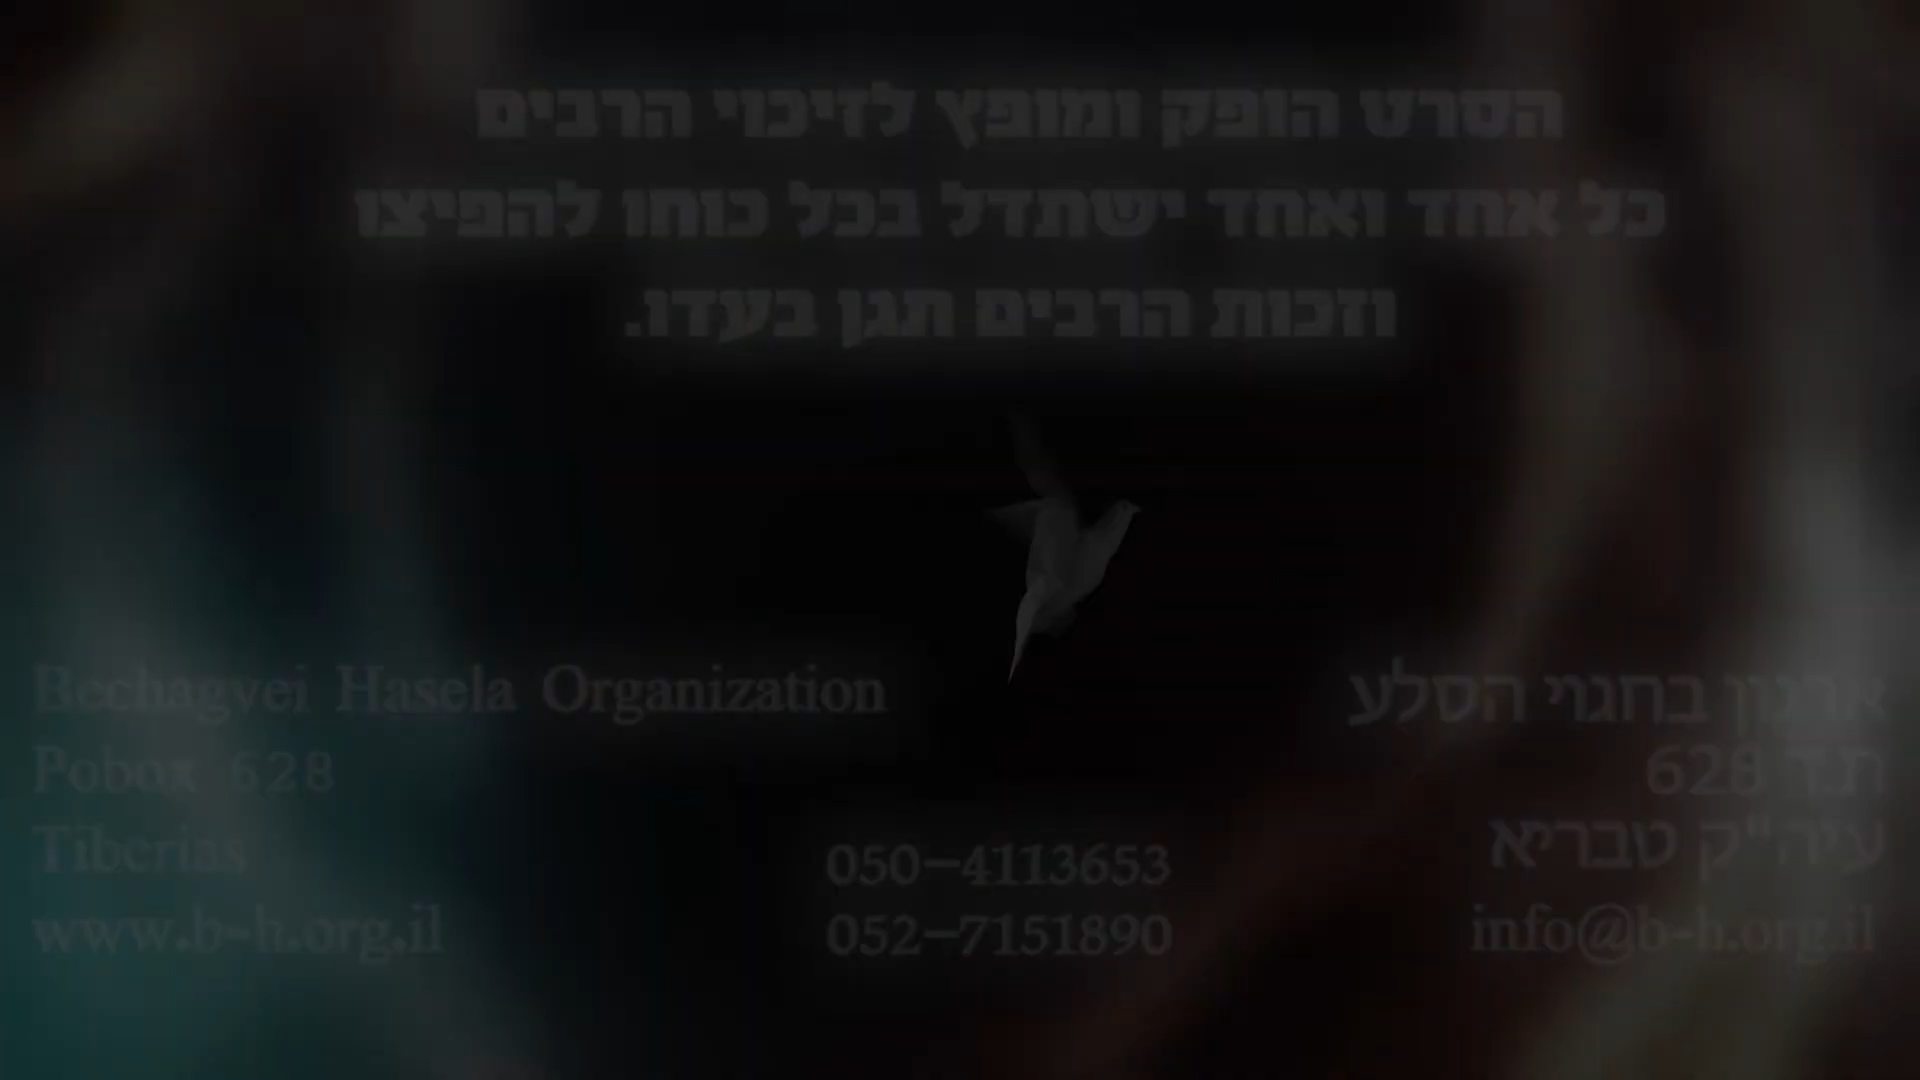 הסרט הופק ומופץ לזיכוי הרבים
כל אחד ואחד ישתדל בכל כוחו להפיצו
וזכות הרבים תגן בעדו.
Bechagvei Hasela Organization
Pobox 628
Tiberias
www.b-h.org.il
050-4113653
052-7151890
ארגון בחגוי הסלע
ת.ד 628
עיה"ק טבריא
info@b-h.org.il